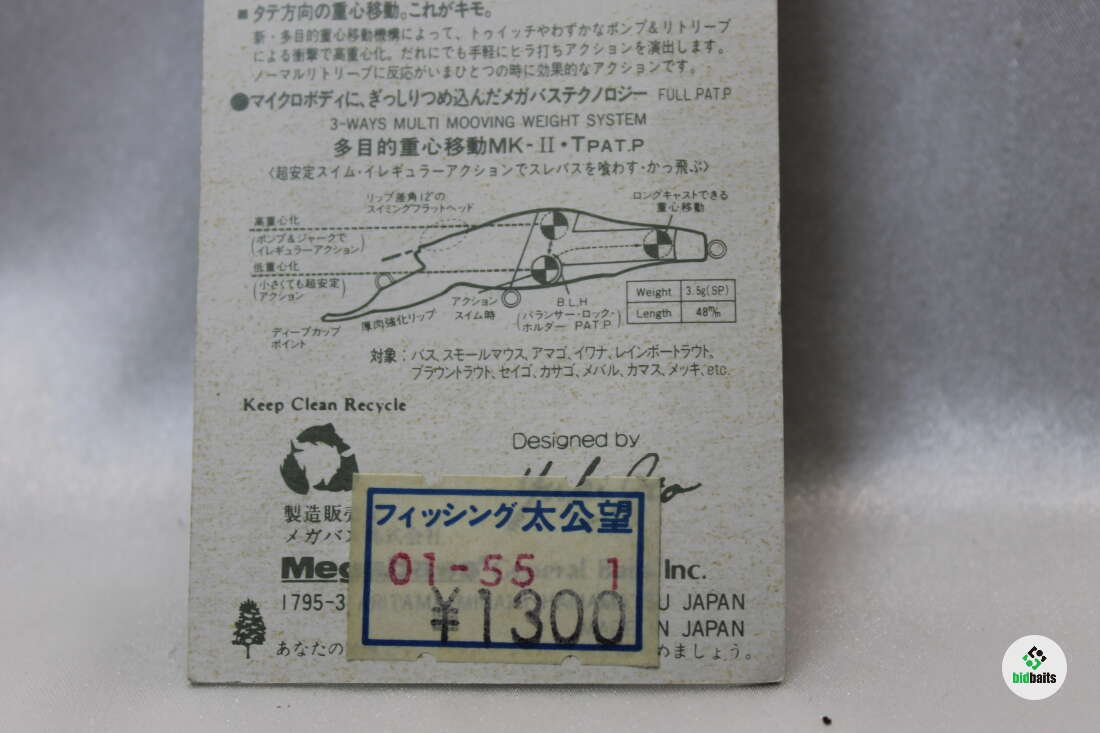 ■ タテ方向の重心移動。これがキモ。
新・多目的重心移動機構によって、トゥイッチやわずかなポンプ&リトリーブ
による衝撃で高重心化。だれにでも手軽にヒラ打ちアクションを演出します。
ノーマルリトリーブに反応がいまひとつの時に効果的なアクションです。
●マイクロボディに、ぎっしりつめ込んだメガバステクノロジー FULL.PAT.P
3-WAYS MULTI MOOVING WEIGHT SYSTEM
多目的重心移動MK-II・TPAT.P
〈超安定スイム・イレギュラーアクションでスレバスを喰わす・かっ飛ぶ〉
リップ差角12°の
スイミングフラットヘッド
ロングキャストできる
重心移動
高重心化
(ポンプ&ジャークで
イレギュラーアクション)
低重心化
(小さくても超安定
アクション)
ディープカップ
ポイント
厚肉強化リップ
アクション
スイム時
B.L.H
(バランサー・ロック・
ホルダー PAT.P)
Weight 3.5g(SP)
Length 48㎜
対象:バス、スモールマウス、アマゴ、イワナ、レインボートラウト、
ブラウントラウト、セイゴ、カサゴ、メバル、カマス、メッキ、etc.
Keep Clean Recycle
Designed by
製造販売
メガバス株式会社
フィッシング 太公望
01-55 1
¥1300
Meg
Inc.
1795-3
U JAPAN
N JAPAN
あなたの
めましょう。
bidbaits